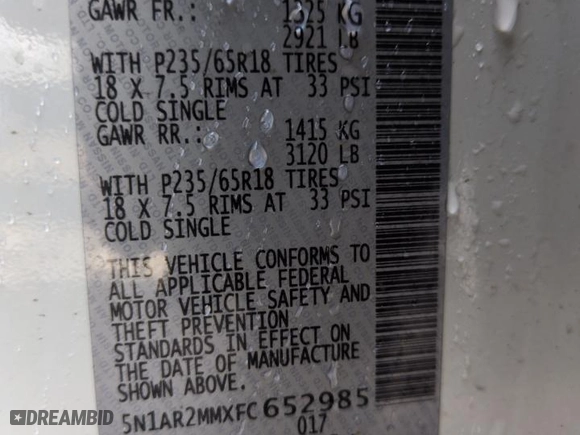 GAWR FR.: 1325 KG
2921 LB
WITH P235/65R18 TIRES
18 X 7.5 RIMS AT 33 PSI
COLD SINGLE
GAWR RR.: 1415 KG
3120 LB
WITH P235/65R18 TIRES
18 X 7.5 RIMS AT 33 PSI
COLD SINGLE
THIS VEHICLE CONFORMS TO
ALL APPLICABLE FEDERAL
MOTOR VEHICLE SAFETY AND
THEFT PREVENTION
STANDARDS IN EFFECT ON
THE DATE OF MANUFACTURE
SHOWN ABOVE.
5N1AR2MMXFC652985
017
DREAMBID